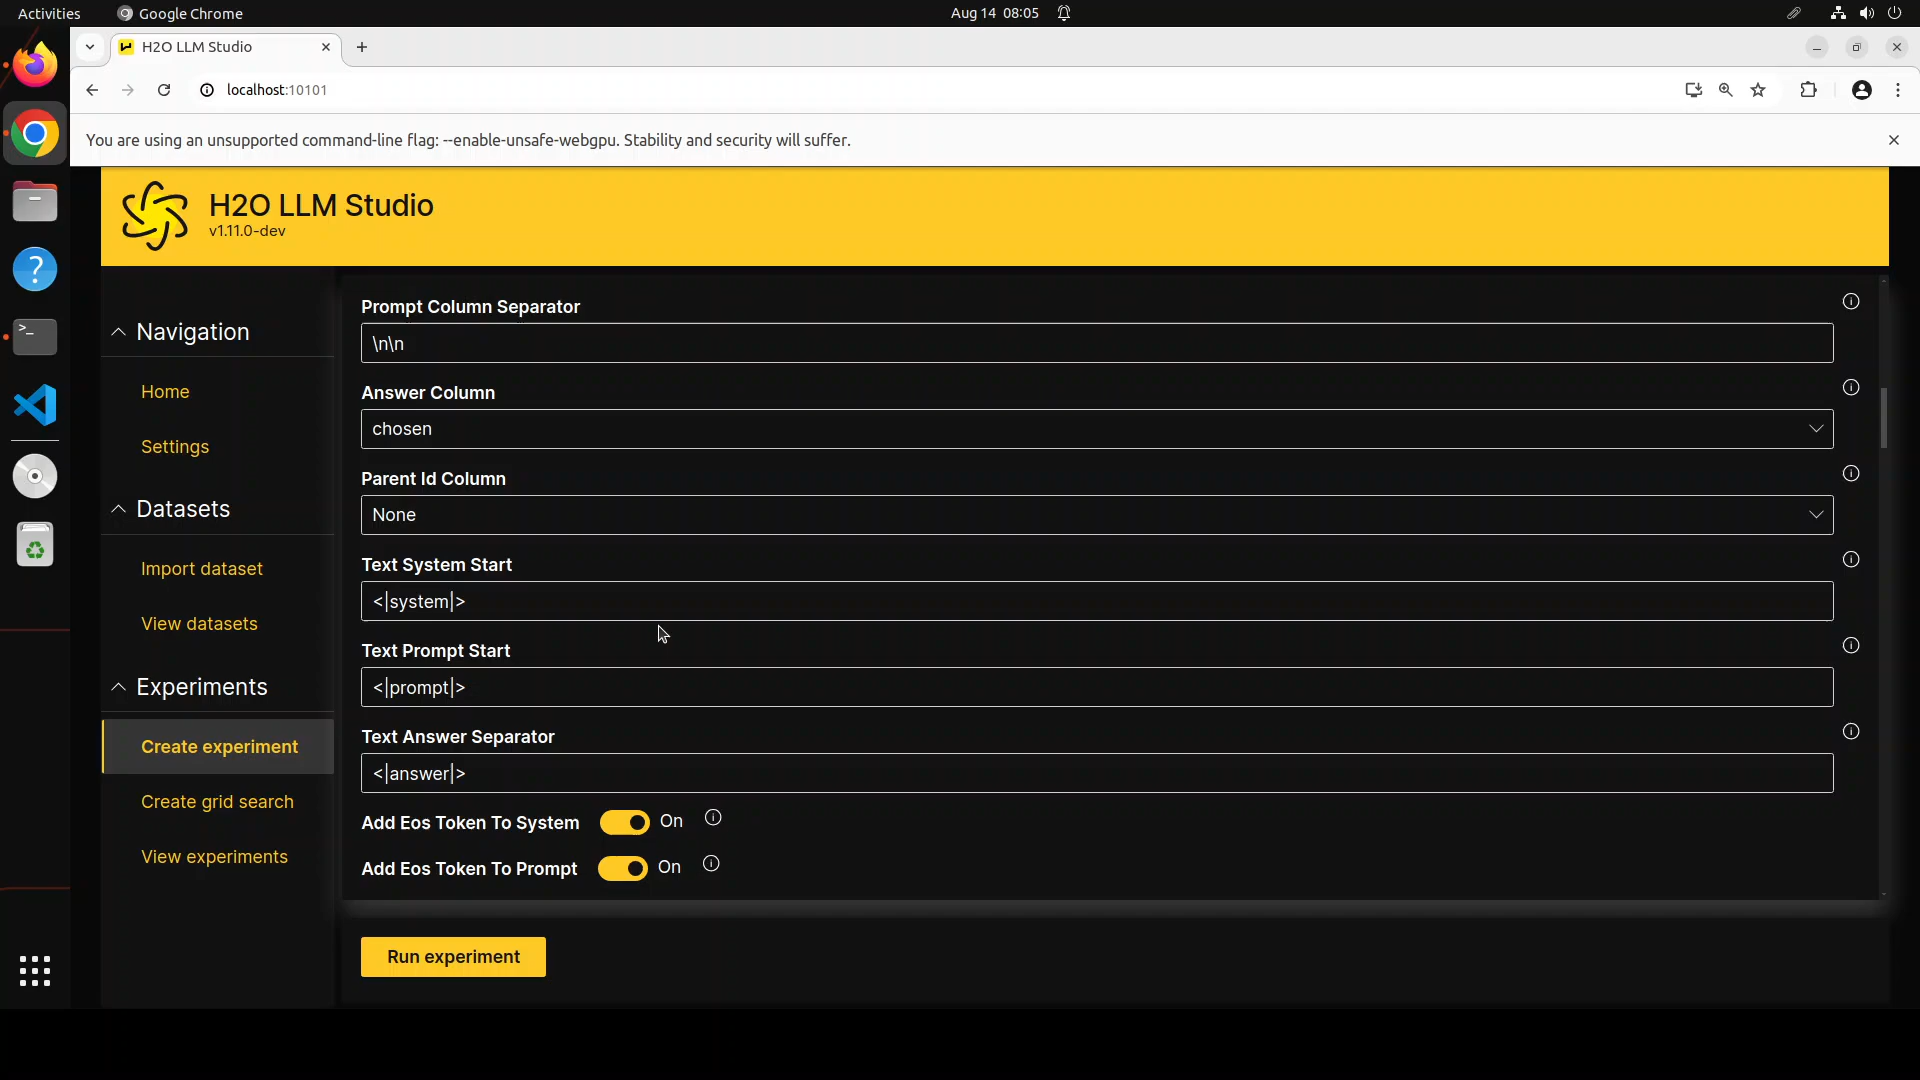 Activities
Google Chrome
Aug 14 08:05
H2O LLM Studio
localhost:10101
You are using an unsupported command-line flag: --enable-unsafe-webgpu. Stability and security will suffer.
H2O LLM Studio
v1.11.0-dev
Navigation
Home
Settings
Datasets
Import dataset
View datasets
Experiments
Create experiment
Create grid search
View experiments
Prompt Column Separator
\n\n
Answer Column
chosen
Parent Id Column
None
Text System Start
<|system|>
Text Prompt Start
<|prompt|>
Text Answer Separator
<|answer|>
Add Eos Token To System On
Add Eos Token To Prompt On
Run experiment